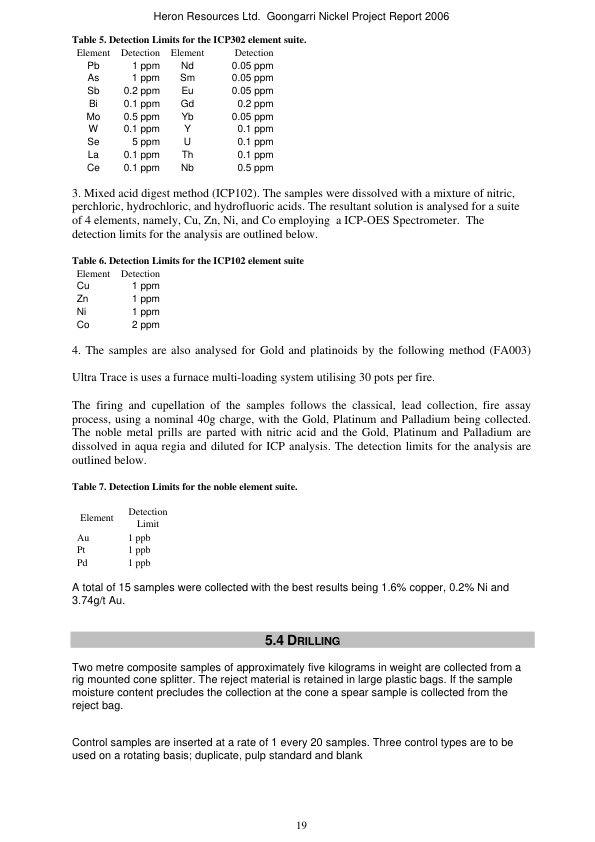 Heron Resources Ltd.  Goongarri Nickel Project Report 2006
Table 5. Detection Limits for the ICP302 element suite.
Element Detection Element Detection
Pb 1 ppm Nd 0.05 ppm
As 1 ppm Sm 0.05 ppm
Sb 0.2 ppm Eu 0.05 ppm
Bi 0.1 ppm Gd 0.2 ppm
Mo 0.5 ppm Yb 0.05 ppm
W 0.1 ppm Y 0.1 ppm
Se 5 ppm U 0.1 ppm
La 0.1 ppm Th 0.1 ppm
Ce 0.1 ppm Nb 0.5 ppm
3. Mixed acid digest method (ICP102). The samples were dissolved with a mixture of nitric,
perchloric, hydrochloric, and hydrofluoric acids. The resultant solution is analysed for a suite
of 4 elements, namely, Cu, Zn, Ni, and Co employing  a ICP-OES Spectrometer.  The
detection limits for the analysis are outlined below.
Table 6. Detection Limits for the ICP102 element suite
Element Detection
Cu 1 ppm
Zn 1 ppm
Ni 1 ppm
Co 2 ppm
4. The samples are also analysed for Gold and platinoids by the following method (FA003)
Ultra Trace is uses a furnace multi-loading system utilising 30 pots per fire.
The firing and cupellation of the samples follows the classical, lead collection, fire assay
process, using a nominal 40g charge, with the Gold, Platinum and Palladium being collected.
The noble metal prills are parted with nitric acid and the Gold, Platinum and Palladium are
dissolved in aqua regia and diluted for ICP analysis. The detection limits for the analysis are
outlined below.
Table 7. Detection Limits for the noble element suite.
Element Detection
Limit
Au 1 ppb
Pt 1 ppb
Pd 1 ppb
A total of 15 samples were collected with the best results being 1.6% copper, 0.2% Ni and
3.74g/t Au.
5.4 DRILLING
Two metre composite samples of approximately five kilograms in weight are collected from a
rig mounted cone splitter. The reject material is retained in large plastic bags. If the sample
moisture content precludes the collection at the cone a spear sample is collected from the
reject bag.
Control samples are inserted at a rate of 1 every 20 samples. Three control types are to be
used on a rotating basis; duplicate, pulp standard and blank
19